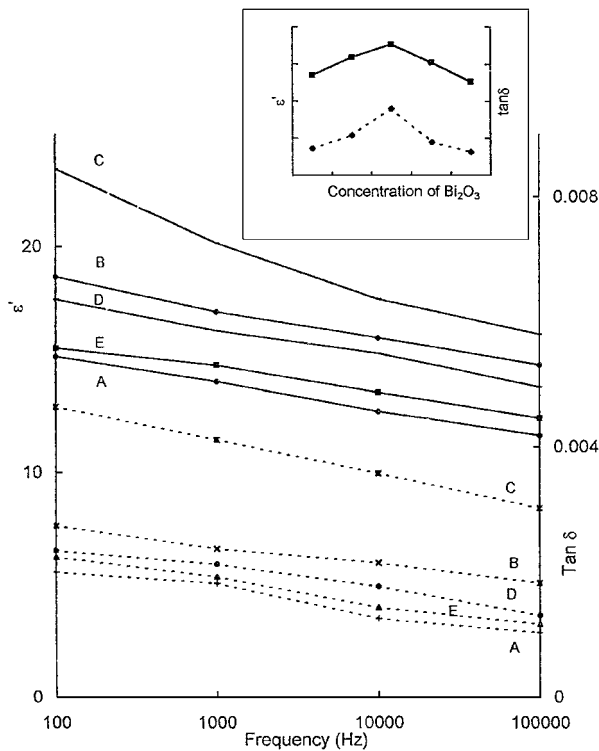 ε'
tanδ
Concentration of Bi₂O₃
C
0.008
20
B
ε'
D
E
A
C
0.004
10
B
Tan δ
D
E
A
0
0
100
1000
10000
100000
Frequency (Hz)